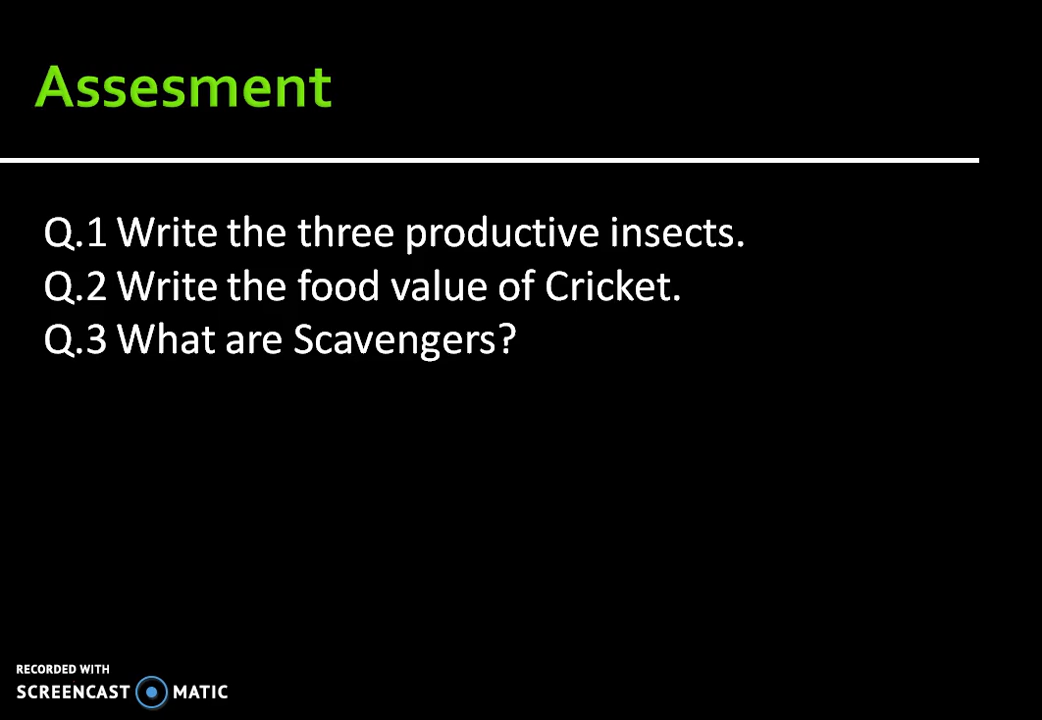 Assesment
Q.1 Write the three productive insects.
Q.2 Write the food value of Cricket.
Q.3 What are Scavengers?
RECORDED WITH
SCREENCAST MATIC